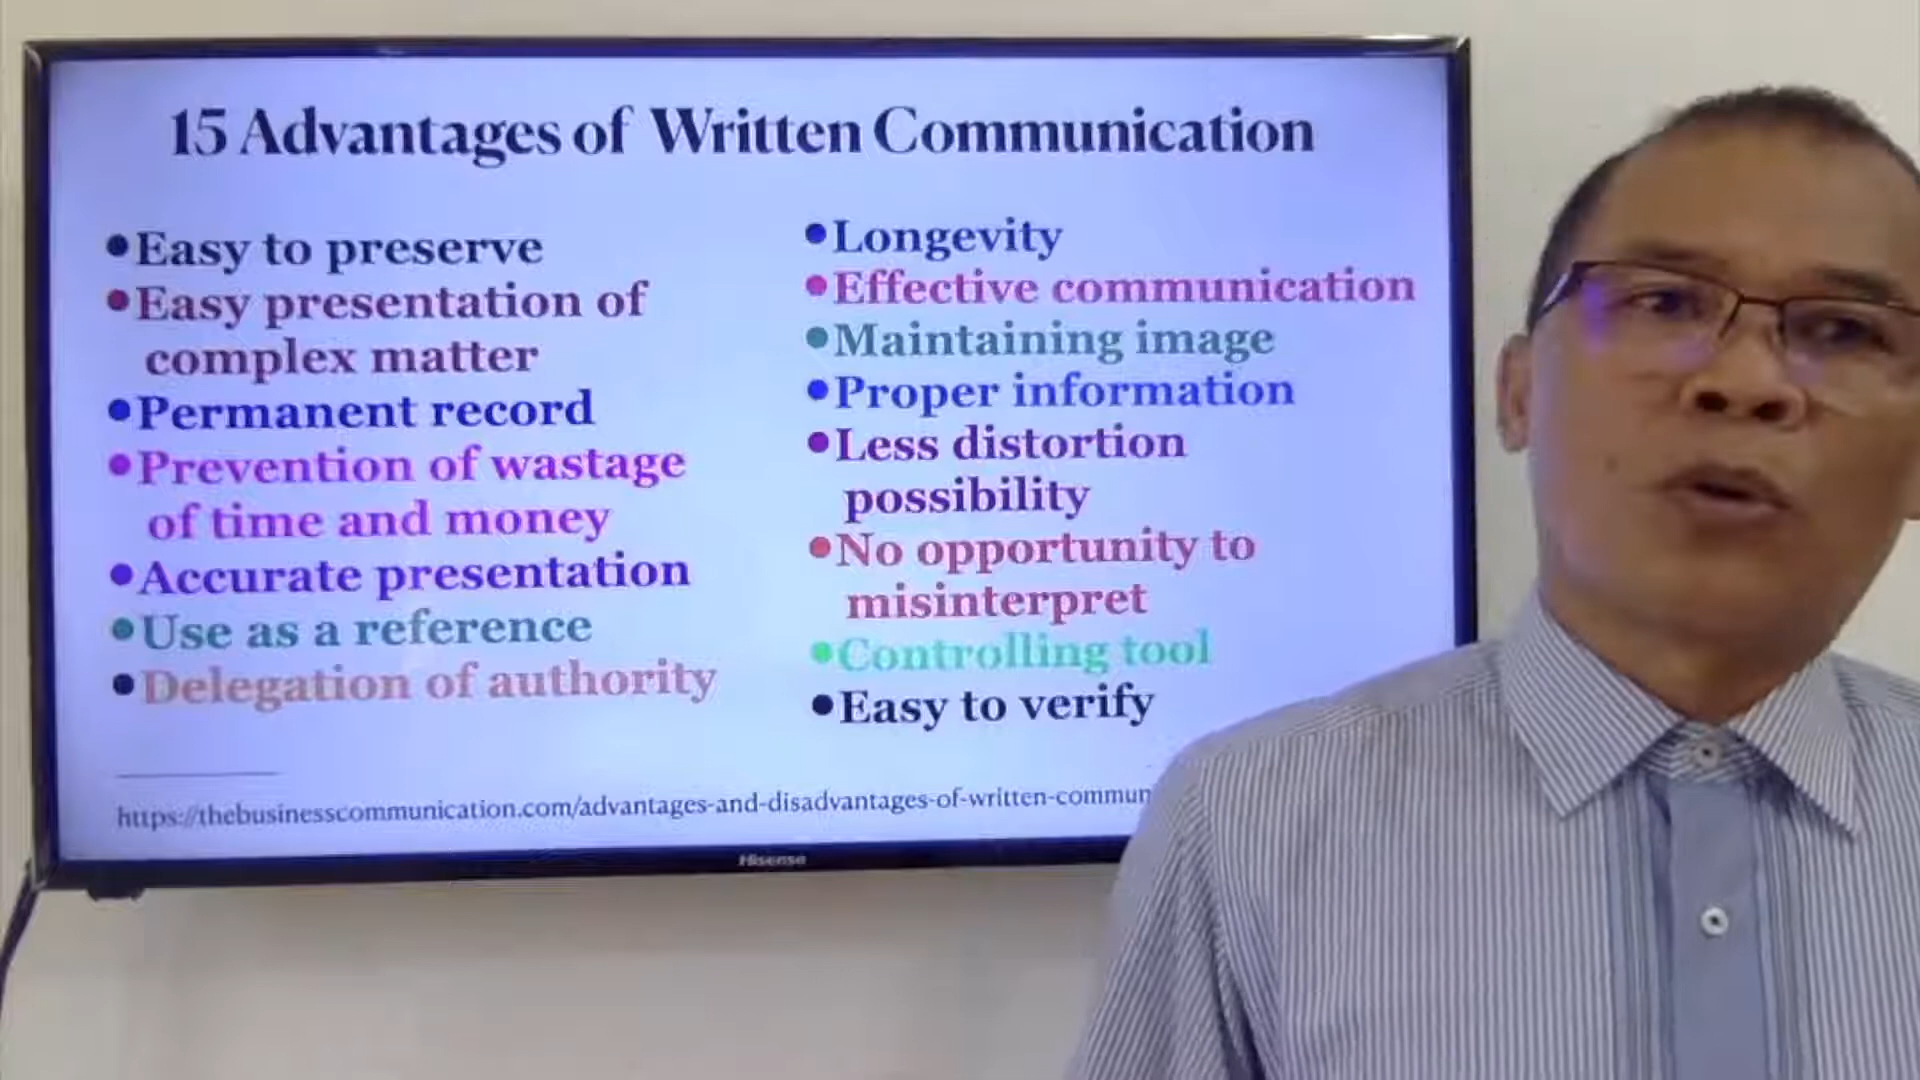 15 Advantages of Written Communication
•Easy to preserve
•Easy presentation of
complex matter
•Permanent record
•Prevention of wastage
of time and money
•Accurate presentation
•Use as a reference
•Delegation of authority
•Longevity
•Effective communication
•Maintaining image
•Proper information
•Less distortion
possibility
•No opportunity to
misinterpret
•Controlling tool
•Easy to verify
https://thebusinesscommunication.com/advantages-and-disadvantages-of-written-commun
Hisense